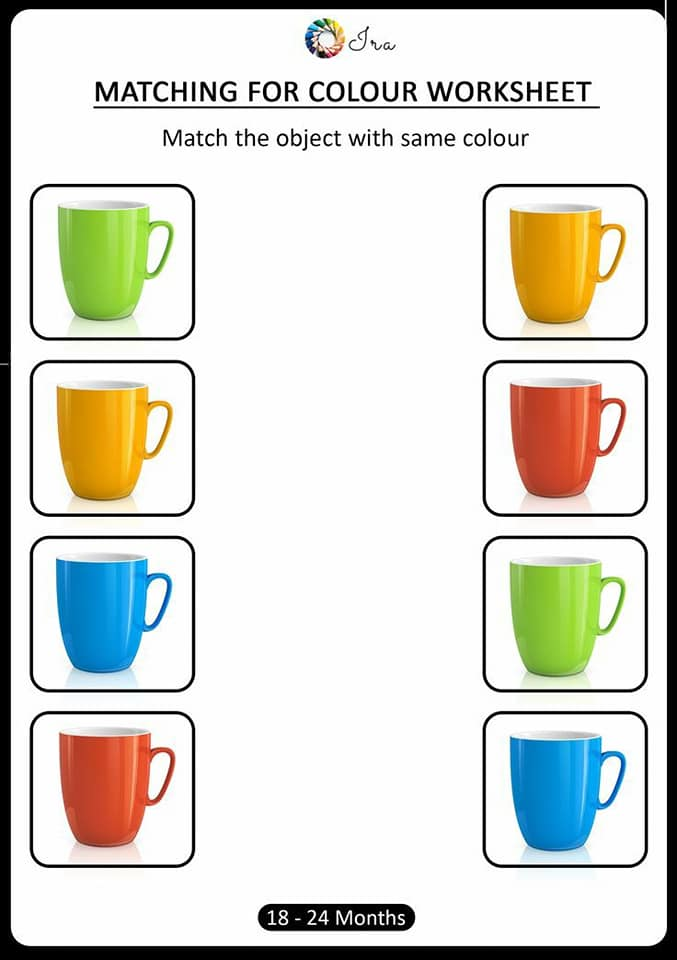 Ira
MATCHING FOR COLOUR WORKSHEET
Match the object with same colour
18 - 24 Months